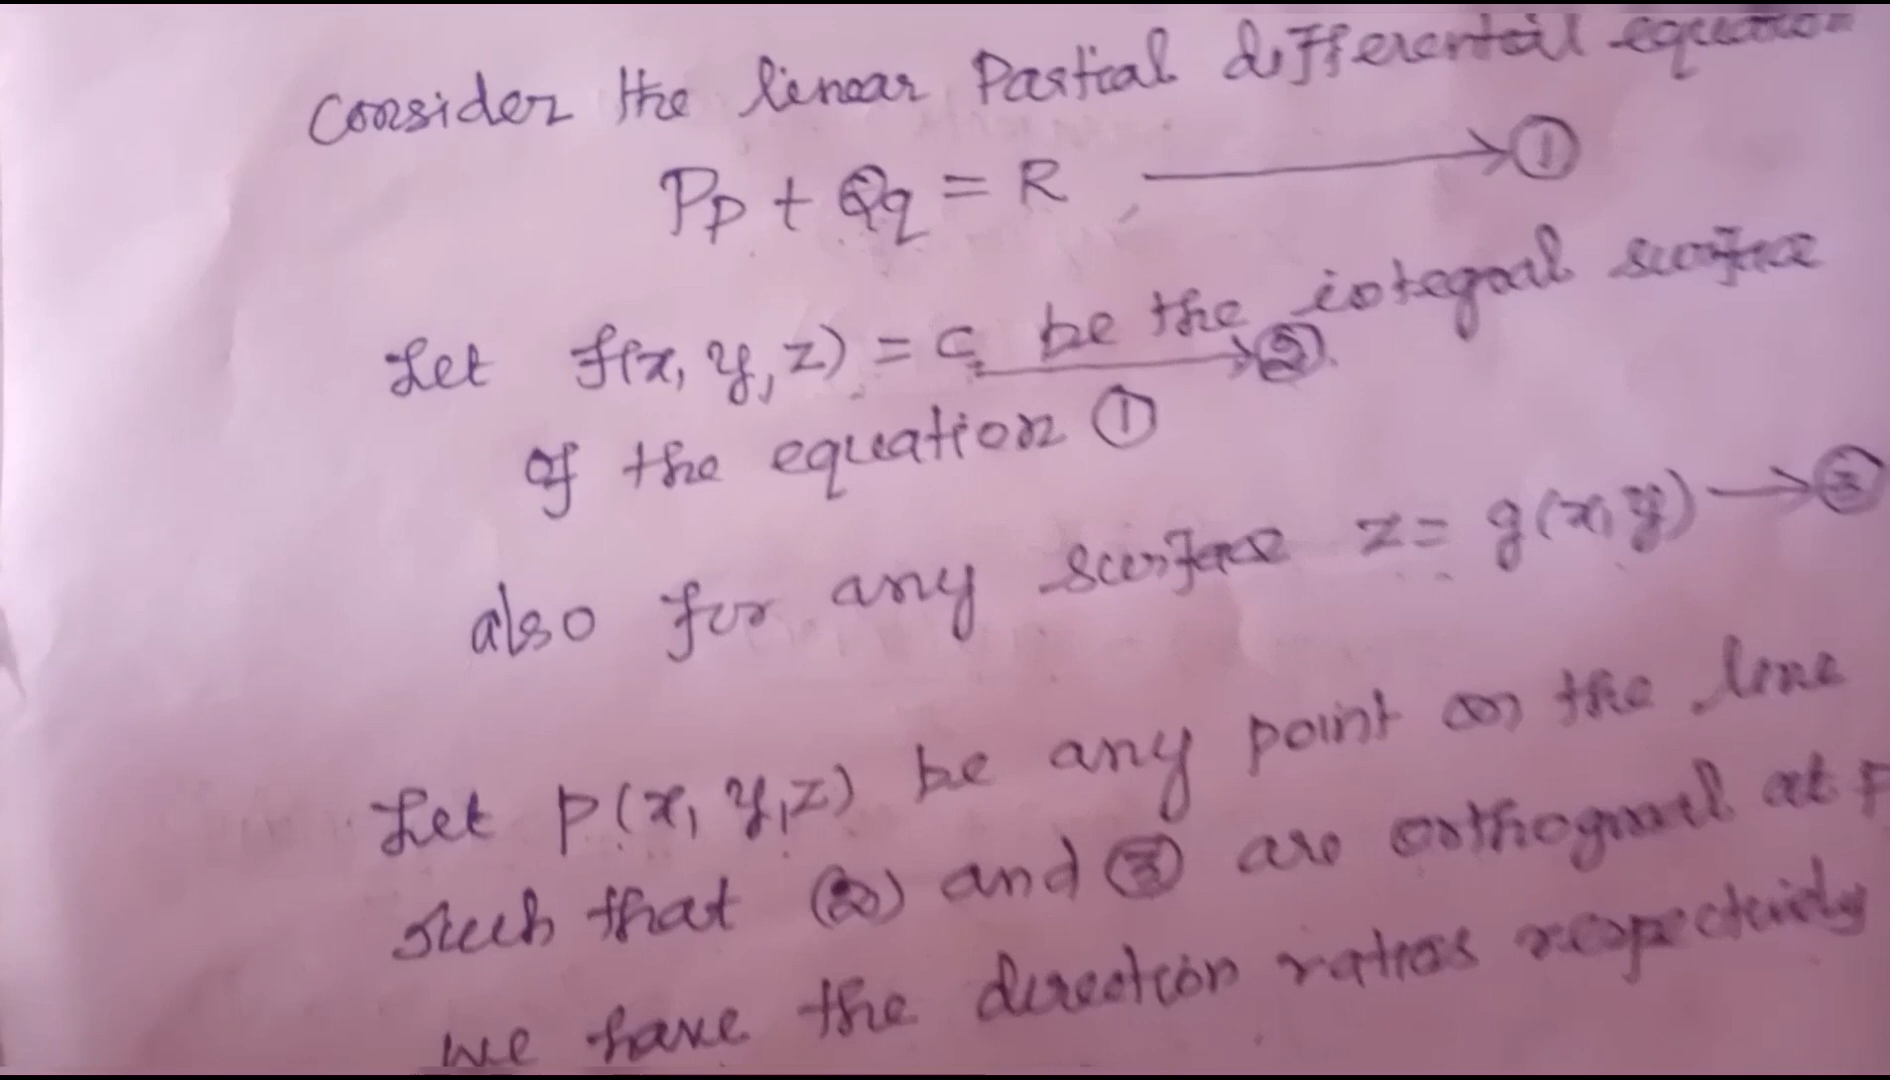 Consider the linear Partial differential equation
Pp + Qq = R → ①
Let f(x, y, z) = c be the integral surface
→ ②
of the equation ①
also for any surface z = g(x, y) → ③
Let P(x, y, z) be any point on the line
such that (2) and ③ are orthogonal at P
we have the direction ratios respectively